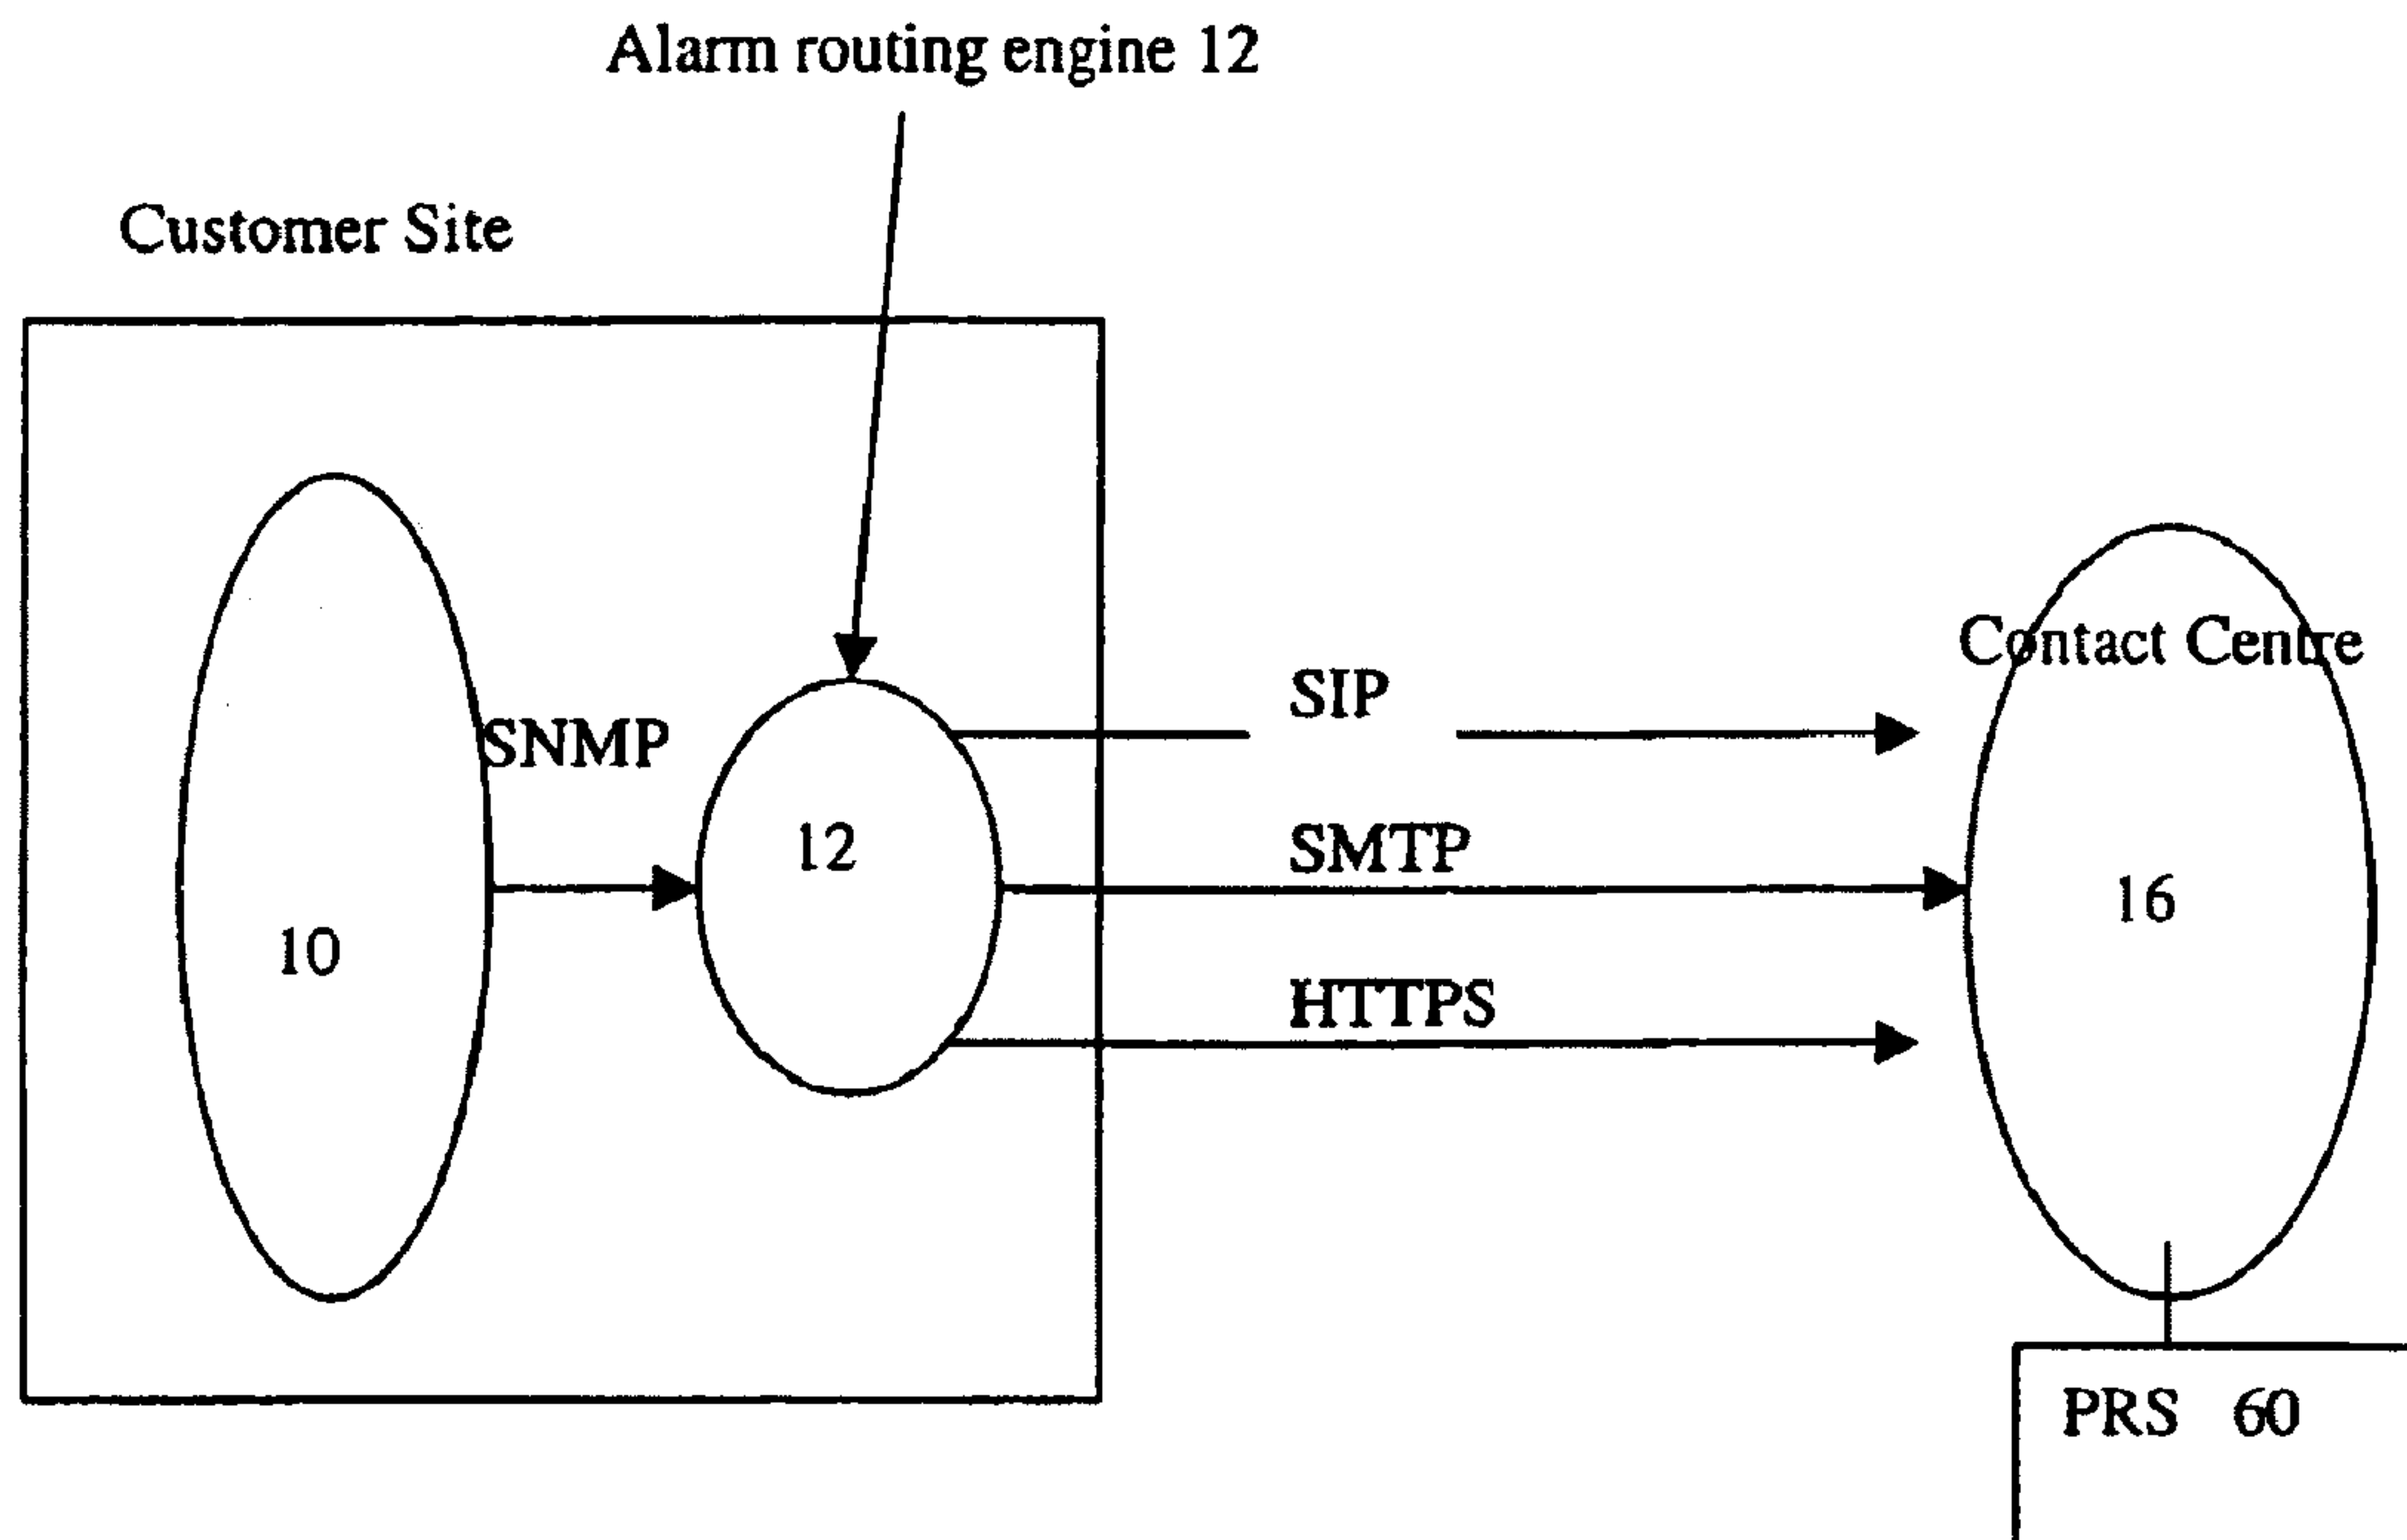 Alarm routing engine 12
Customer Site
Contact Centre
SIP
SNMP
12
SMTP
16
10
HTTPS
PRS 60